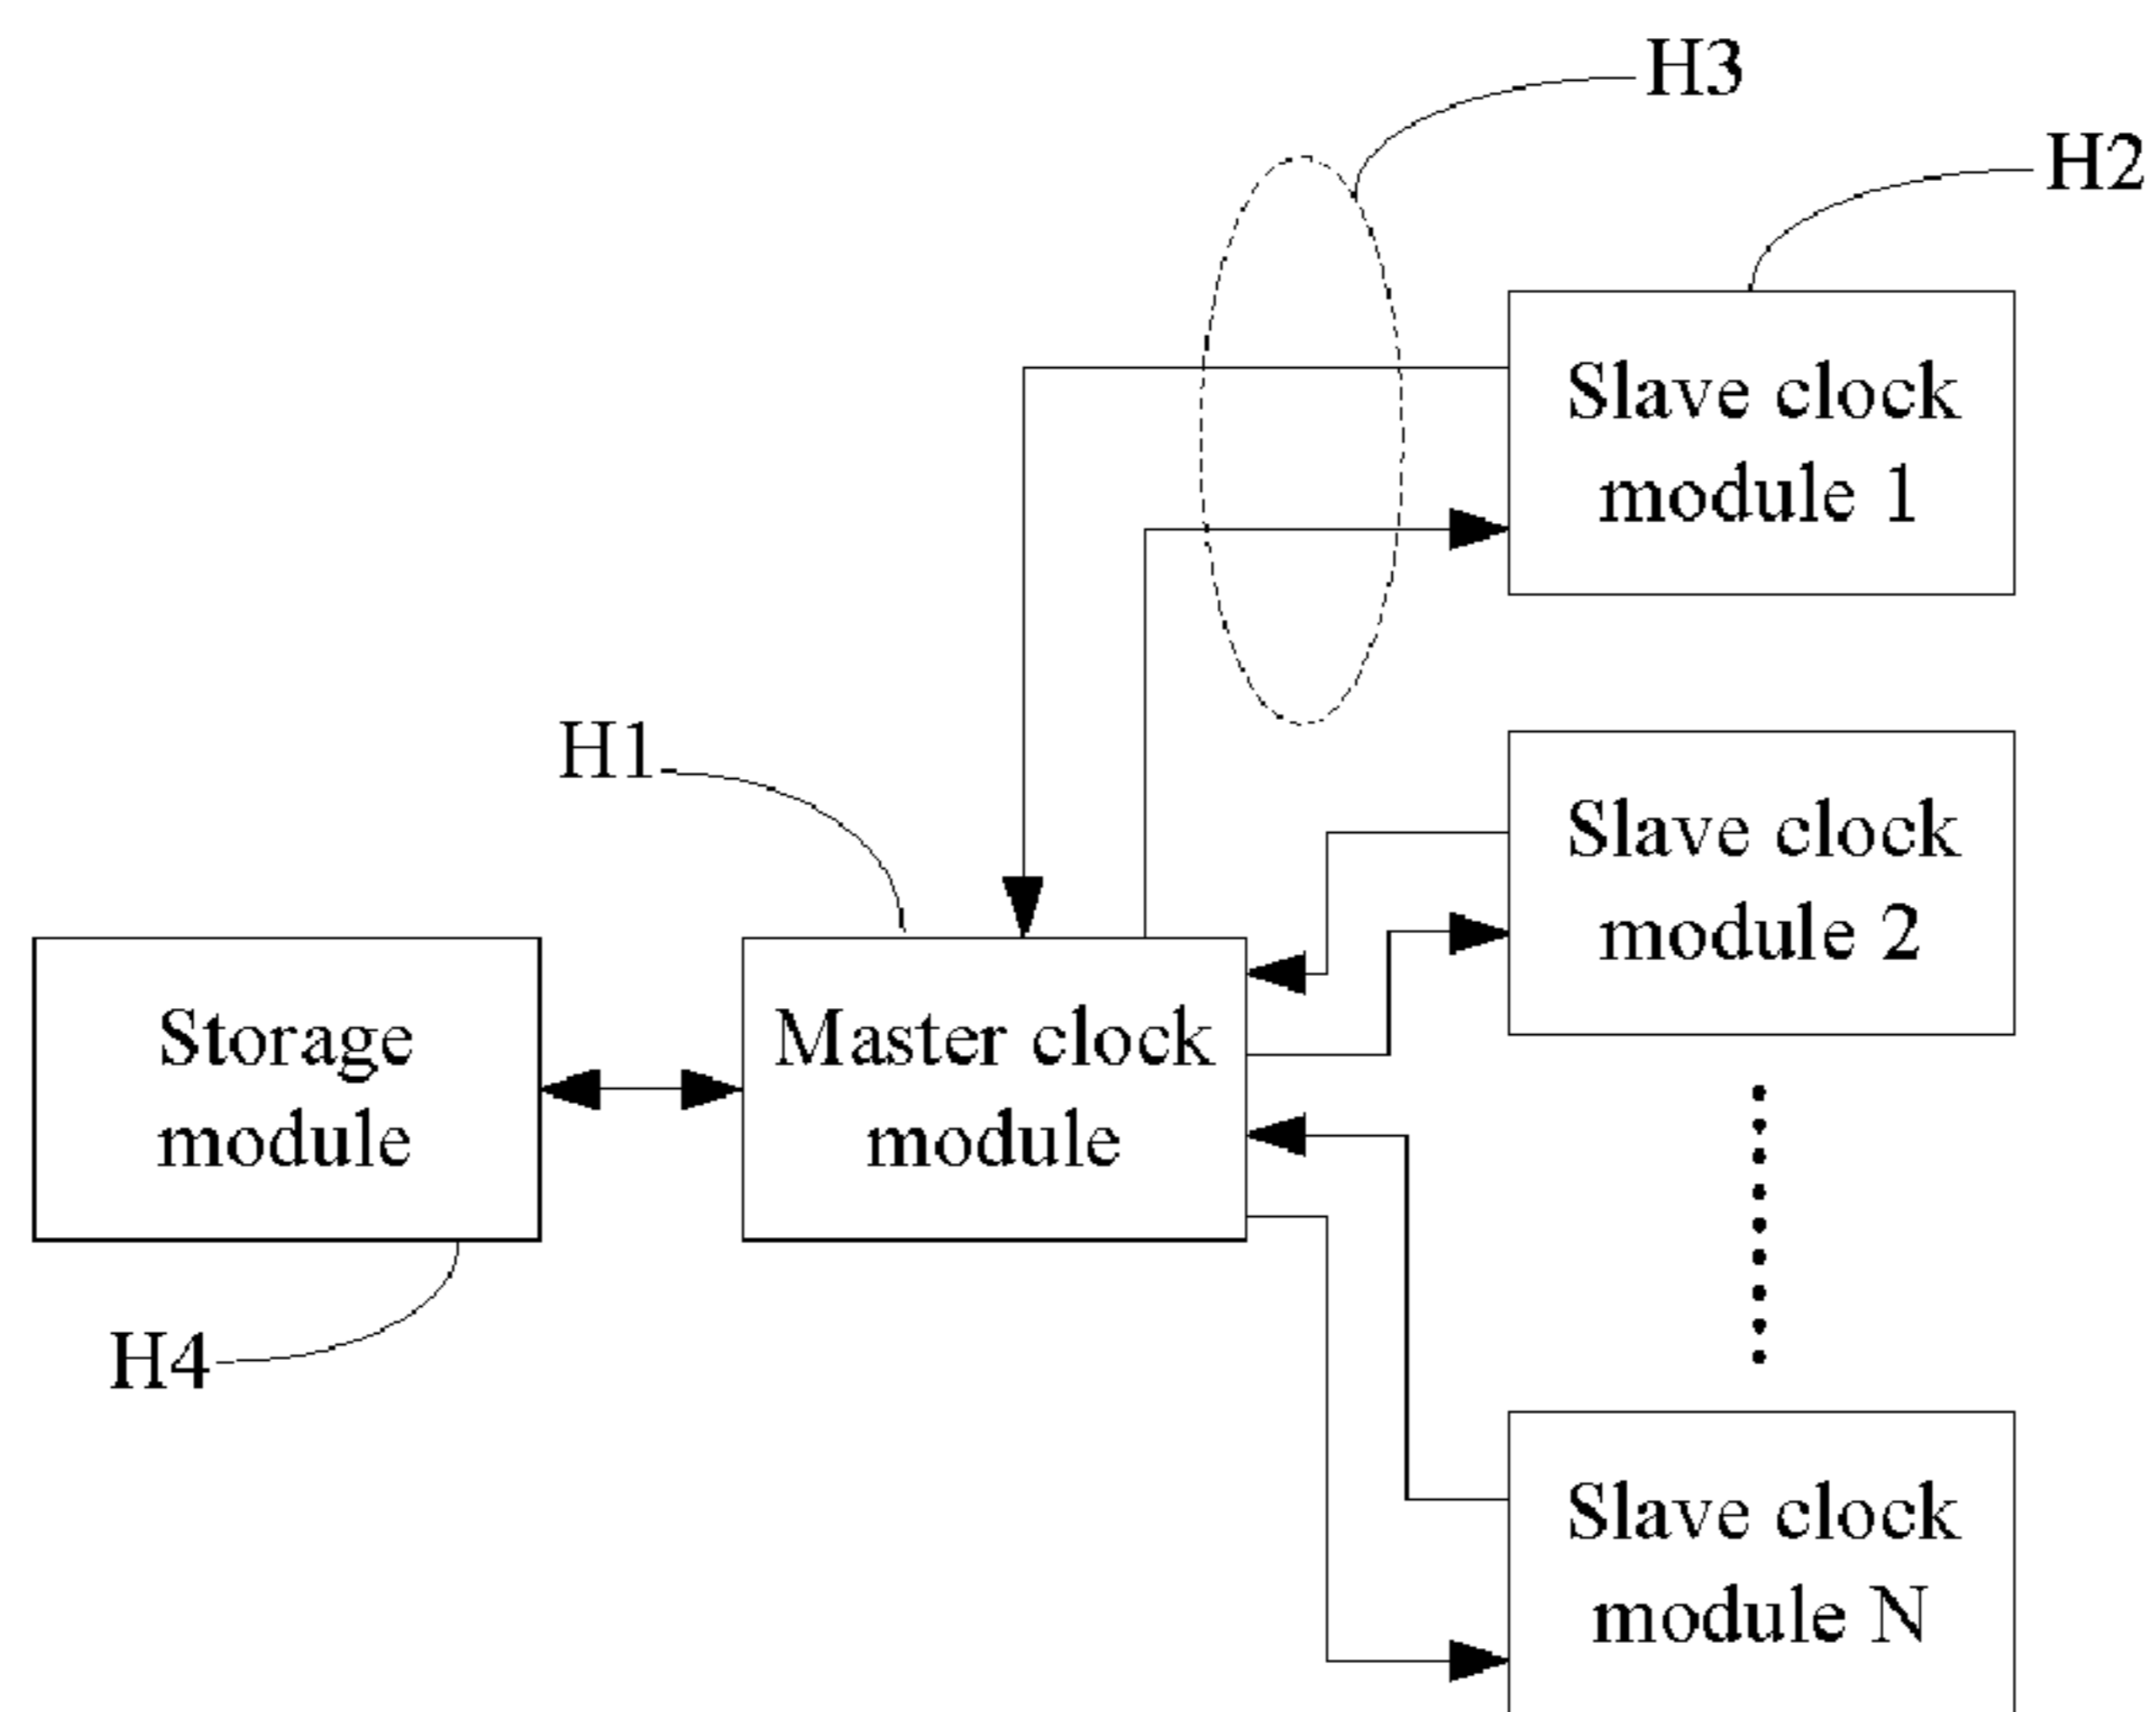 H3
H2
Slave clock
module 1
H1
Slave clock
module 2
Storage
module
Master clock
module
H4
Slave clock
module N